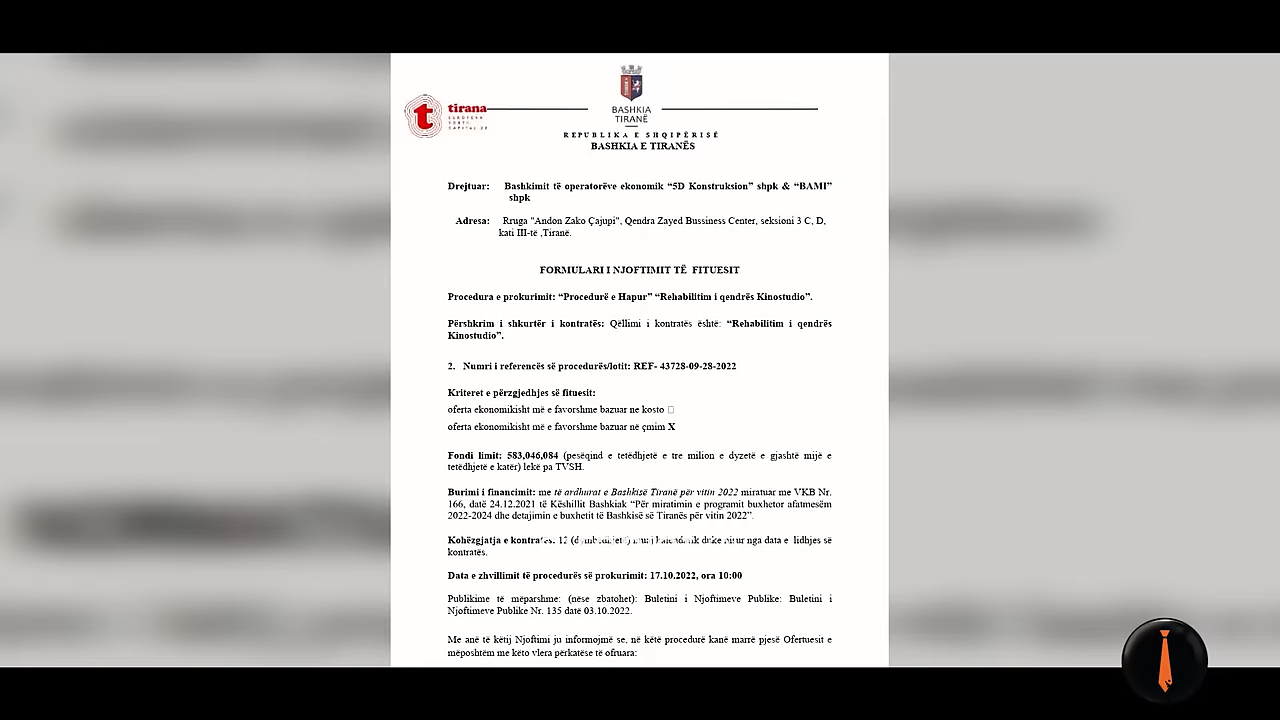 tirana
BASHKIA
TIRANË
REPUBLIKA E SHQIPËRISË
BASHKIA E TIRANËS
Drejtuar: Bashkimit të operatorëve ekonomik “5D Konstruksion” shpk & “BAMI”
shpk
Adresa: Rruga "Andon Zako Çajupi", Qendra Zayed Bussiness Center, seksioni 3 C, D,
kati III-të ,Tiranë.
FORMULARI I NJOFTIMIT TË FITUESIT
Procedura e prokurimit: “Procedurë e Hapur” “Rehabilitim i qendrës Kinostudio”.
Përshkrim i shkurtër i kontratës: Qëllimi i kontratës është: “Rehabilitim i qendrës
Kinostudio”.
2. Numri i referencës së procedurës/lotit: REF- 43728-09-28-2022
Kriteret e përzgjedhjes së fituesit:
oferta ekonomikisht më e favorshme bazuar ne kosto □
oferta ekonomikisht më e favorshme bazuar në çmim X
Fondi limit: 583,046,084 (pesëqind e tetëdhjetë e tre milion e dyzetë e gjashtë mijë e
tetëdhjetë e katër) lekë pa TVSH.
Burimi i financimit: me të ardhurat e Bashkisë Tiranë për vitin 2022 miratuar me VKB Nr.
166, datë 24.12.2021 të Këshillit Bashkiak “Për miratimin e programit buxhetor afatmesëm
2022-2024 dhe detajimin e buxhetit të Bashkisë së Tiranës për vitin 2022”.
Kohëzgjatja e kontratës: 12 muaj kalendarik duke nisur nga data e lidhjes së
kontratës.
Data e zhvillimit të procedurës së prokurimit: 17.10.2022, ora 10:00
Publikime të mëparshme: (nëse zbatohet): Buletini i Njoftimeve Publike: Buletini i
Njoftimeve Publike Nr. 135 datë 03.10.2022.
Me anë të këtij Njoftimi ju informojmë se, në këtë procedurë kanë marrë pjesë Ofertuesit e
mëposhtëm me këto vlera përkatëse të ofruara: